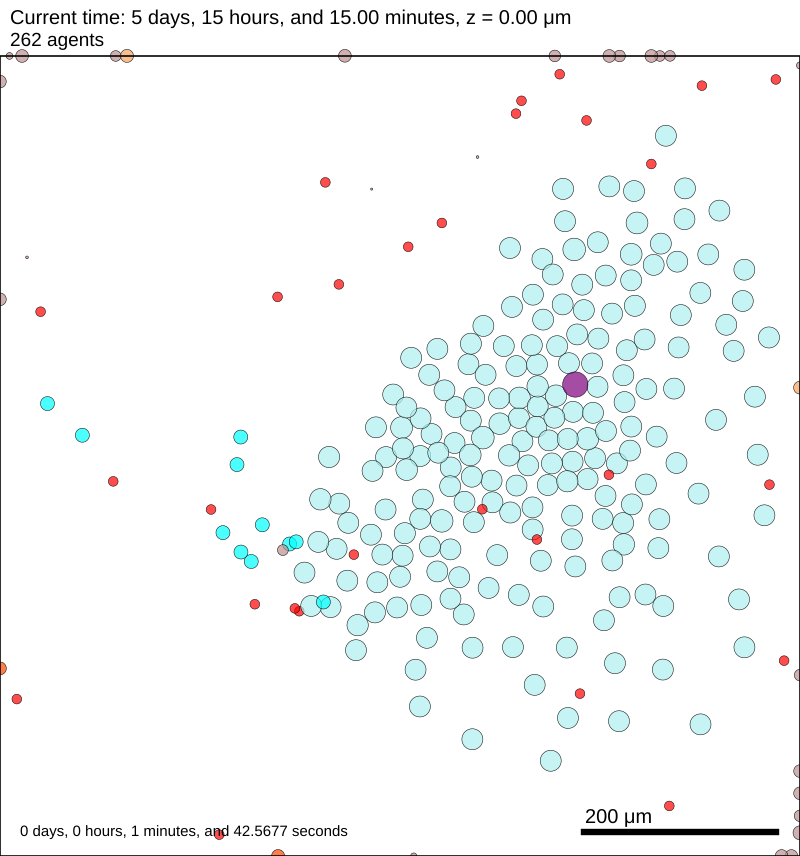 Current time: 5 days, 15 hours, and 15.00 minutes, z = 0.00 μm
262 agents
200 μm
0 days, 0 hours, 1 minutes, and 42.5677 seconds